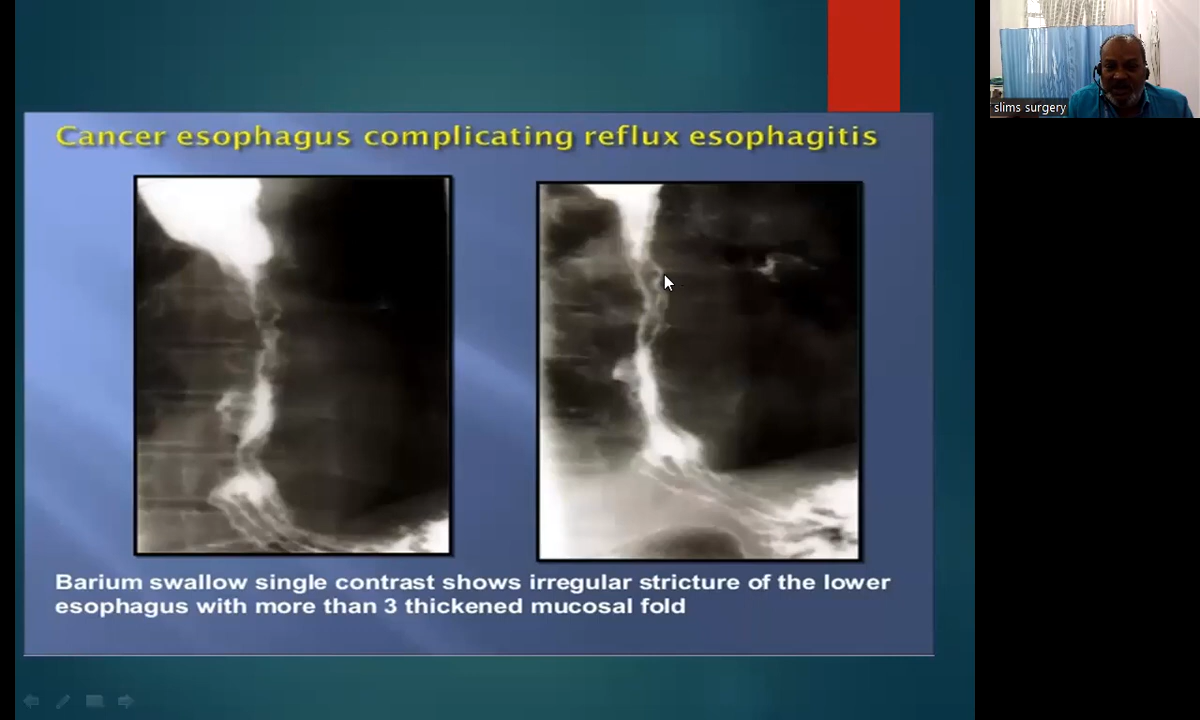 Cancer esophagus complicating reflux esophagitis
Barium swallow single contrast shows irregular stricture of the lower
esophagus with more than 3 thickened mucosal fold
slims surgery